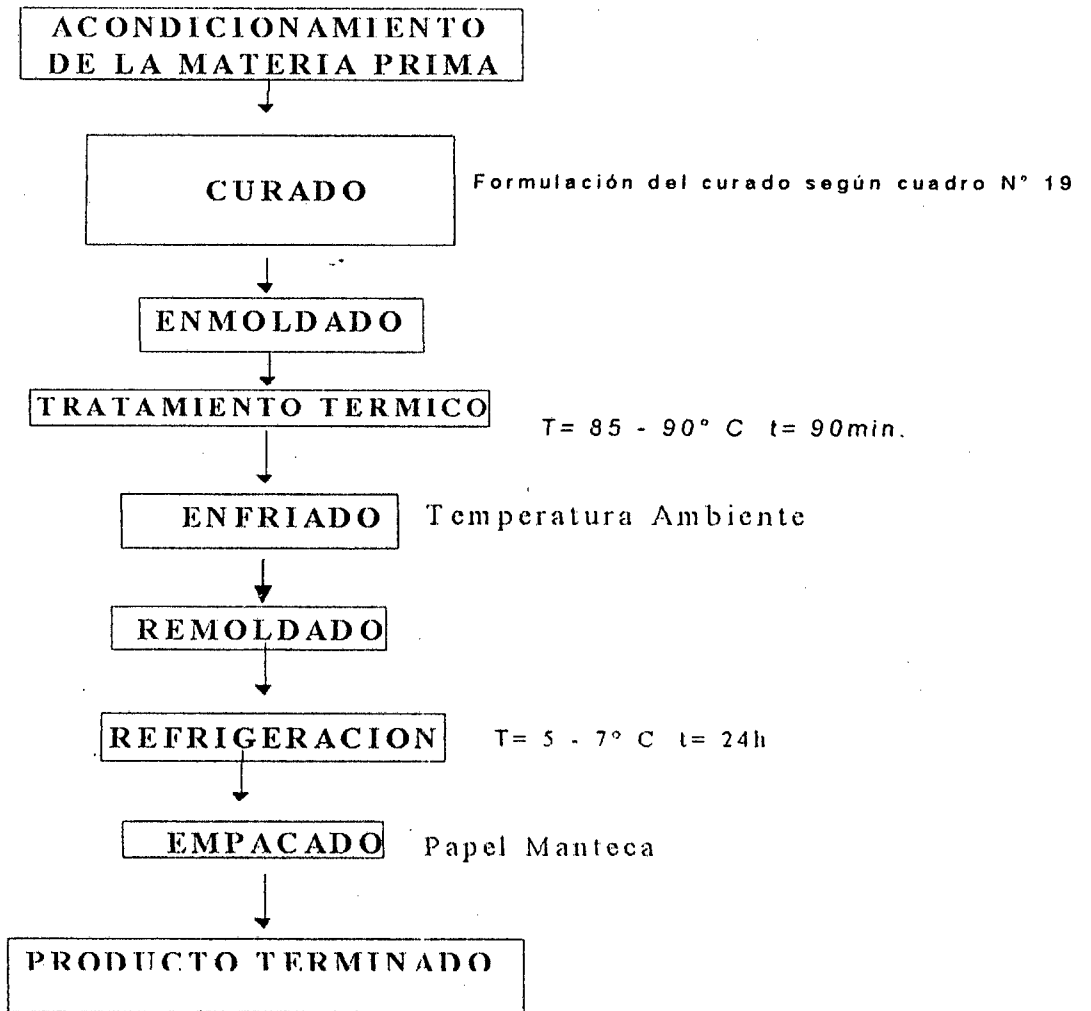 ACONDICIONAMIENTO
DE LA MATERIA PRIMA
CURADO
Formulación del curado según cuadro N° 19
ENMOLDADO
TRATAMIENTO TERMICO
T= 85 - 90° C t= 90min.
ENFRIADO
Temperatura Ambiente
REMOLDADO
REFRIGERACION
T= 5 - 7° C t= 24h
EMPACADO
Papel Manteca
PRODUCTO TERMINADO